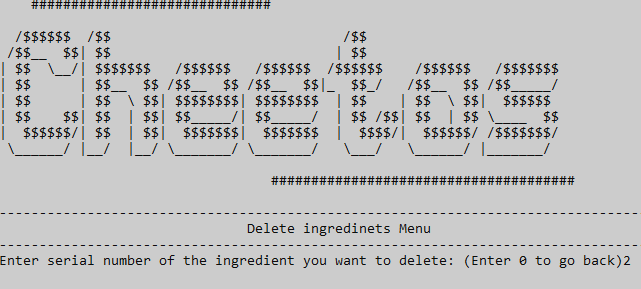 ##############################
Cheetos
######################################
--------------------------------------------------------------------------------
Delete ingredinets Menu
--------------------------------------------------------------------------------
Enter serial number of the ingredient you want to delete: (Enter 0 to go back)2